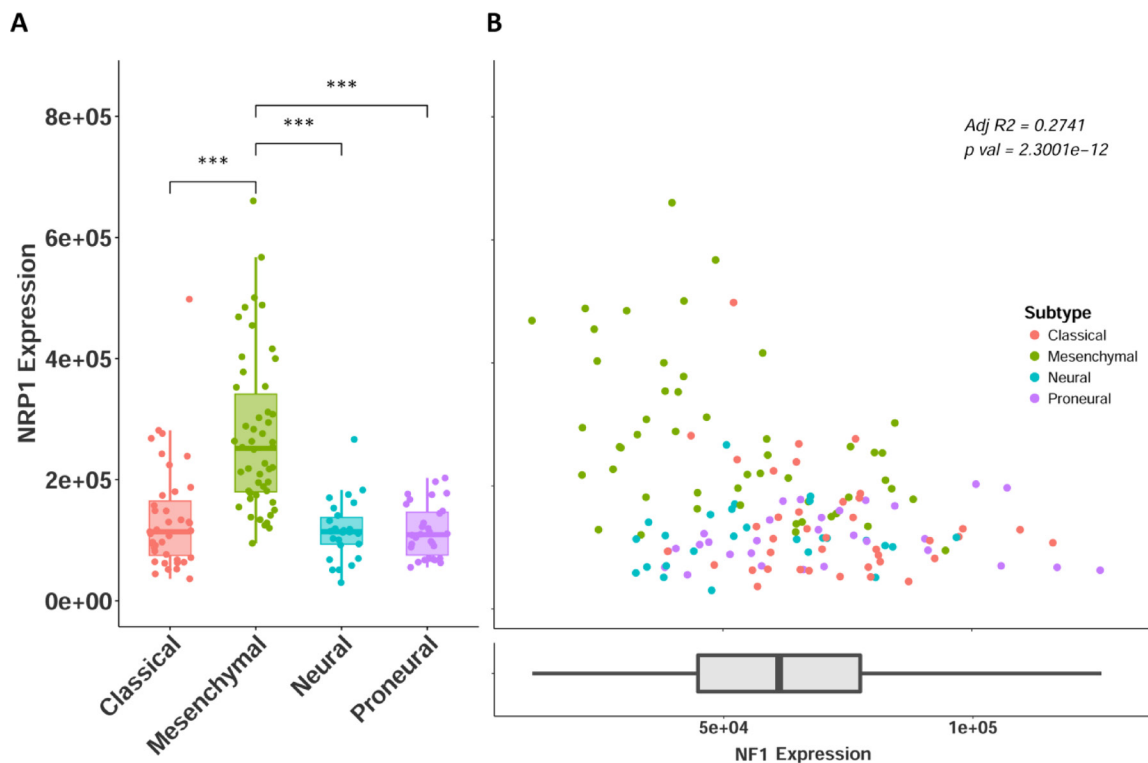 A
B
NRP1 Expression
8e+05
6e+05
4e+05
2e+05
0e+00
***
***
***
Classical
Mesenchymal
Neural
Proneural
Adj R2 = 0.2741
p val = 2.3001e−12
Subtype
Classical
Mesenchymal
Neural
Proneural
5e+04
1e+05
NF1 Expression